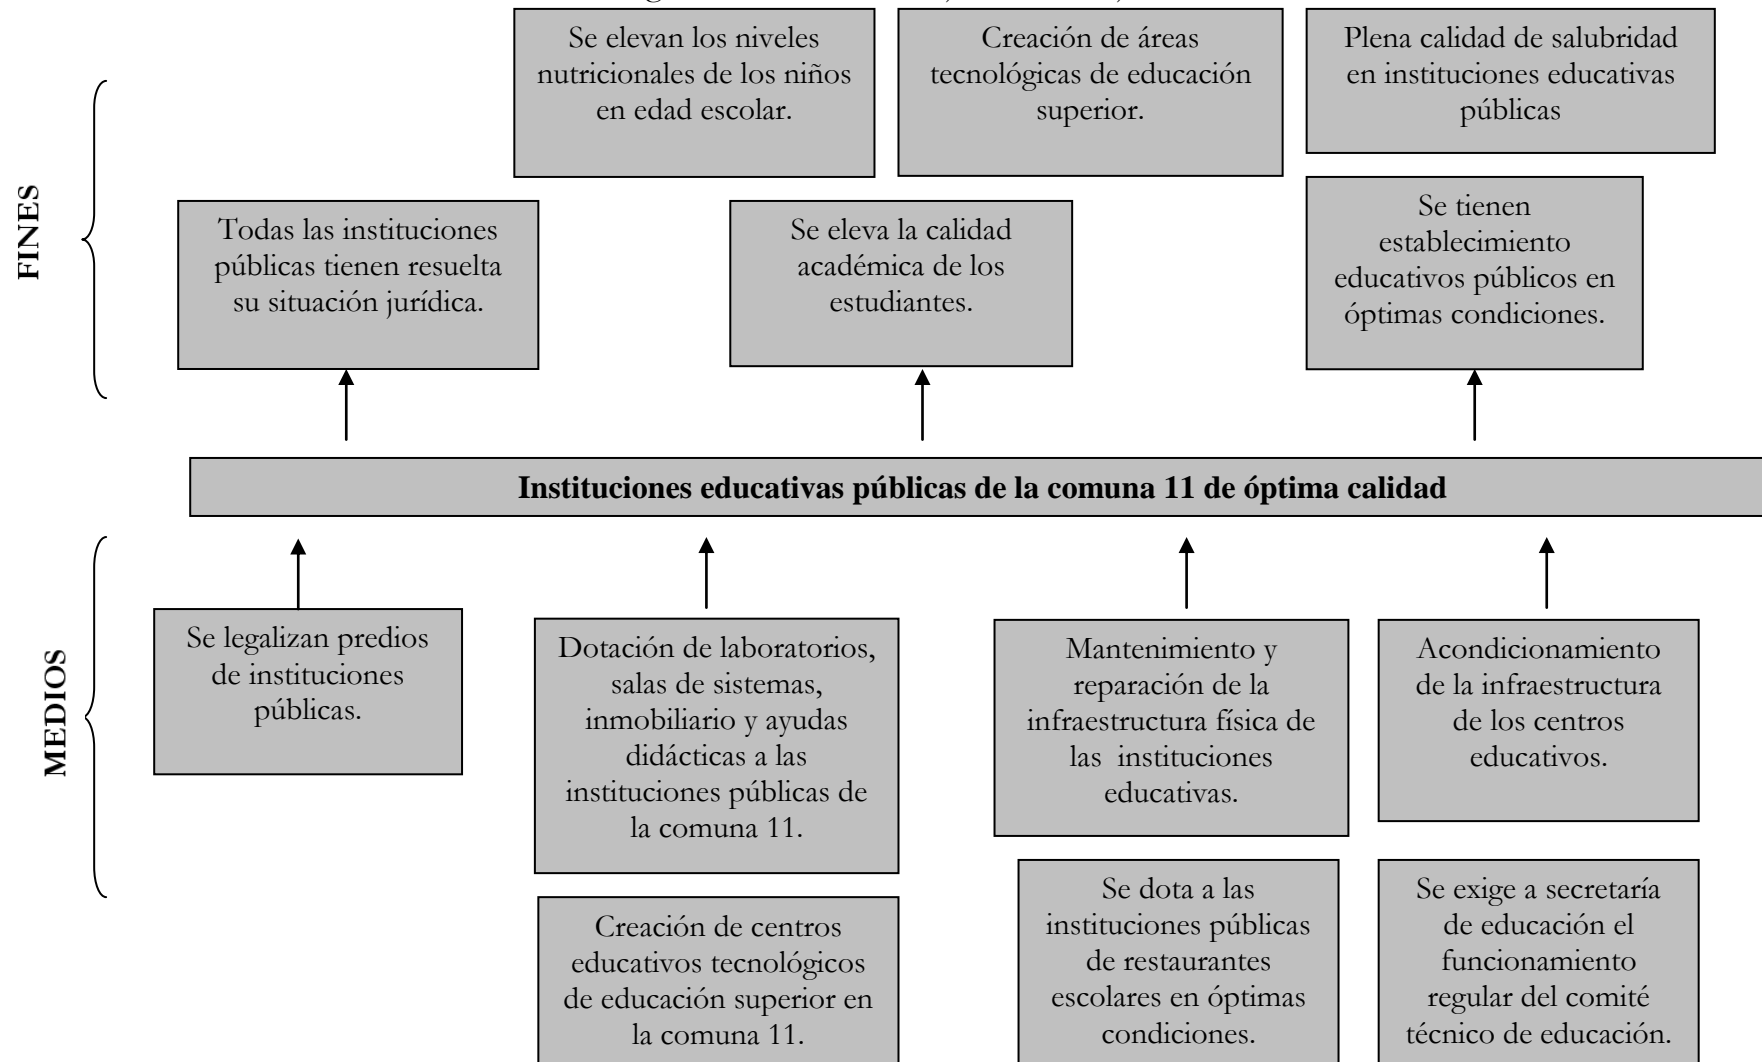 Se elevan los niveles
nutricionales de los niños
en edad escolar.
Creación de áreas
tecnológicas de educación
superior.
Plena calidad de salubridad
en instituciones educativas
públicas
FINES
Todas las instituciones
públicas tienen resuelta
su situación jurídica.
Se eleva la calidad
académica de los
estudiantes.
Se tienen
establecimiento
educativos públicos en
óptimas condiciones.
Instituciones educativas públicas de la comuna 11 de óptima calidad
MEDIOS
Se legalizan predios
de instituciones
públicas.
Dotación de laboratorios,
salas de sistemas,
inmobiliario y ayudas
didácticas a las
instituciones públicas de
la comuna 11.
Mantenimiento y
reparación de la
infraestructura física de
las instituciones
educativas.
Acondicionamiento
de la infraestructura
de los centros
educativos.
Creación de centros
educativos tecnológicos
de educación superior en
la comuna 11.
Se dota a las
instituciones públicas
de restaurantes
escolares en óptimas
condiciones.
Se exige a secretaría
de educación el
funcionamiento
regular del comité
técnico de educación.